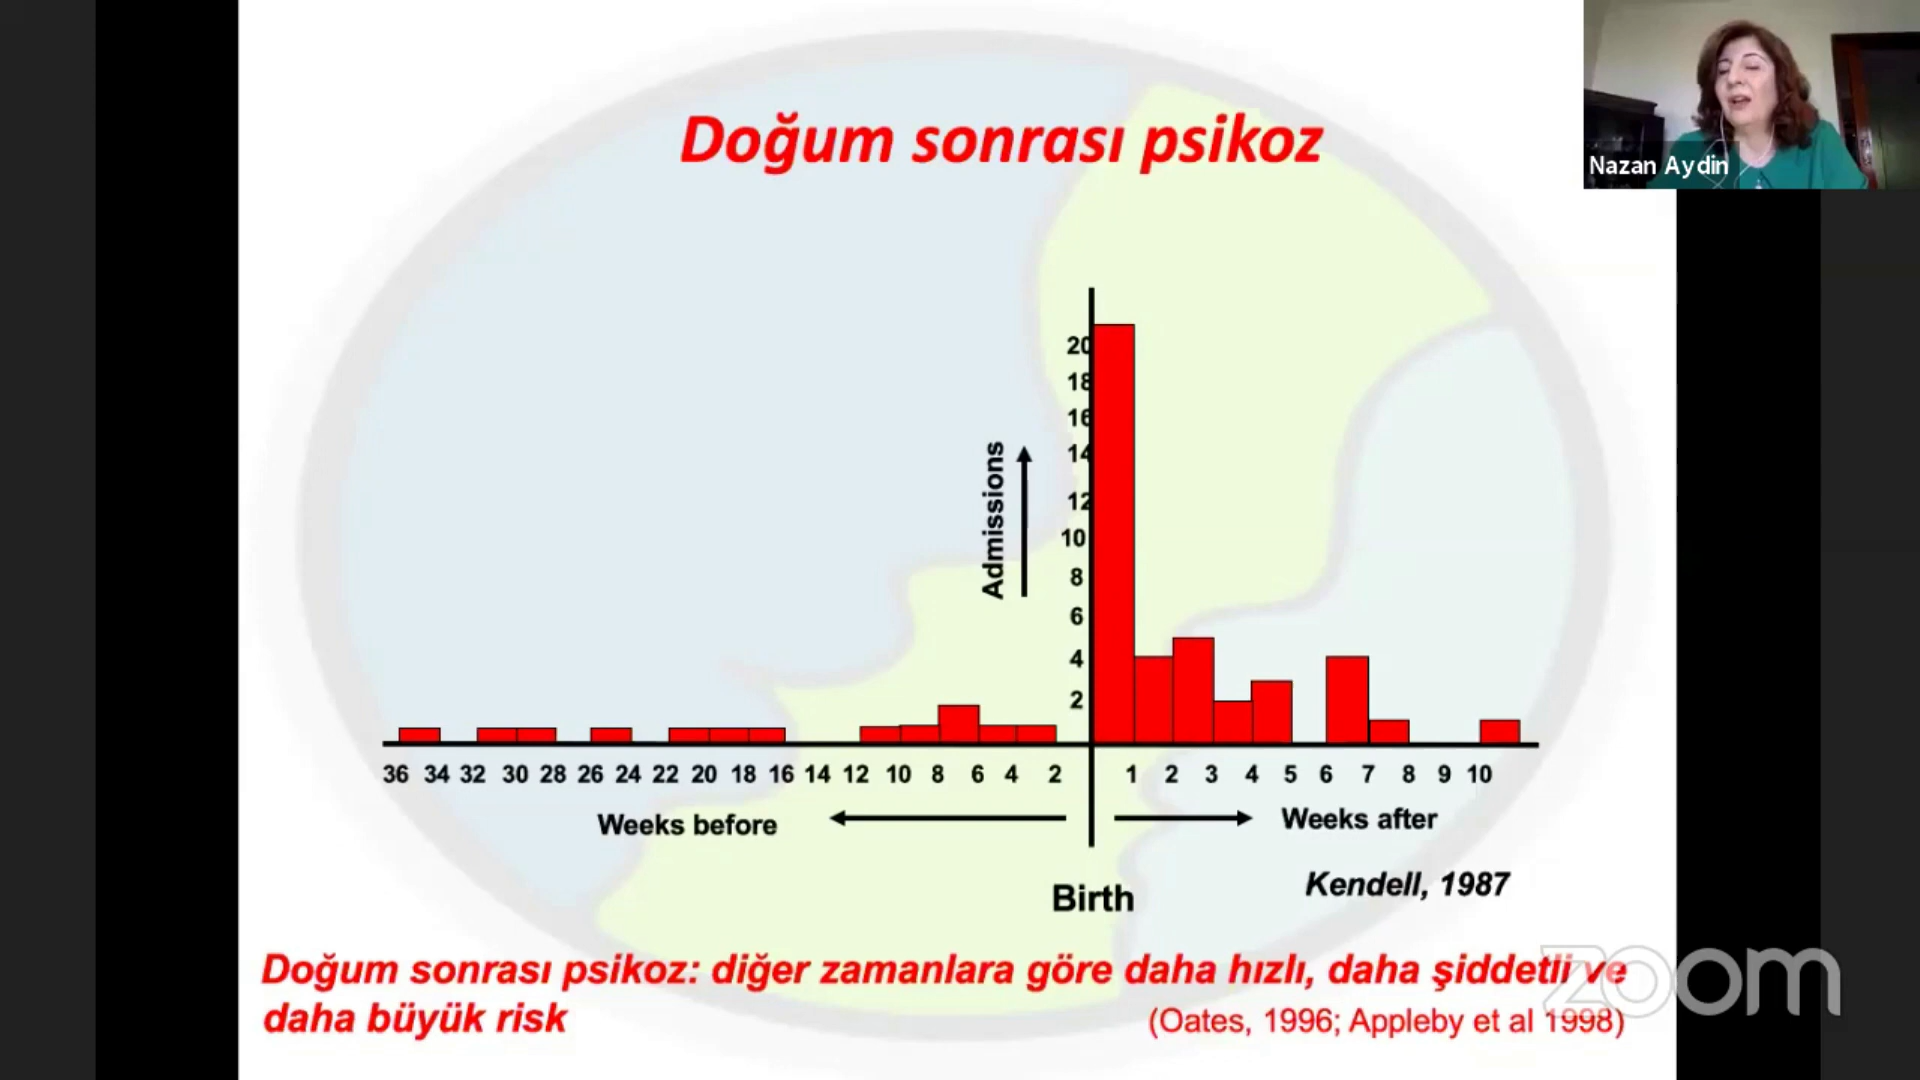 Doğum sonrası psikoz
Nazan Aydin
20
18
16
14
12
10
8
6
4
2
Admissions
36 34 32 30 28 26 24 22 20 18 16 14 12 10 8 6 4 2 1 2 3 4 5 6 7 8 9 10
Weeks before
Weeks after
Birth
Kendell, 1987
Doğum sonrası psikoz: diğer zamanlara göre daha hızlı, daha şiddetli ve
daha büyük risk
(Oates, 1996; Appleby et al 1998)
zoom